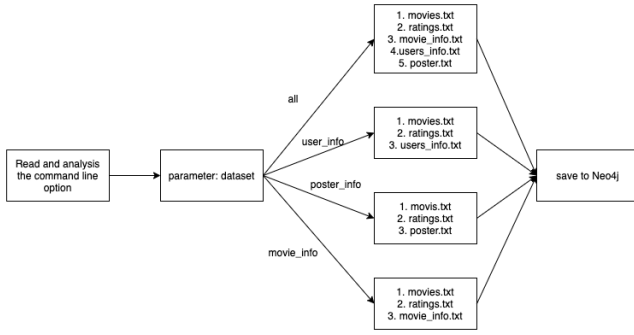 Read and analysis
the command line
option
parameter: dataset
all
user_info
poster_info
movie_info
1. movies.txt
2. ratings.txt
3. movie_info.txt
4.users_info.txt
5. poster.txt
1. movies.txt
2. ratings.txt
3. users_info.txt
1. movis.txt
2. ratings.txt
3. poster.txt
1. movies.txt
2. ratings.txt
3. movie_info.txt
save to Neo4j